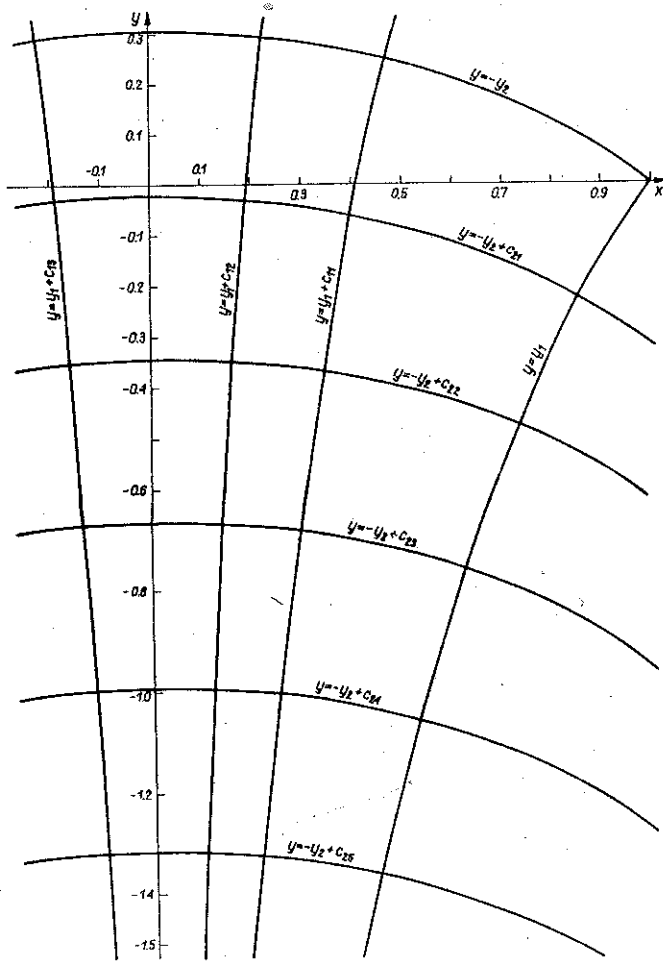 y
0.3
y=-y₂
0.2
0.1
-0.1
0.1
0.3
0.5
0.7
0.9
x
y=-y₂+c₂₁
-0.1
y=y₁+c₁₃
y=y₁+c₁₂
y=y₁+c₁₁
-0.2
-0.3
y=y₁
-0.4
y=-y₂+c₂₂
-0.6
y=-y₂+c₂₃
-0.8
y=-y₂+c₂₄
-1.0
-1.2
y=-y₂+c₂₅
-1.4
-1.5